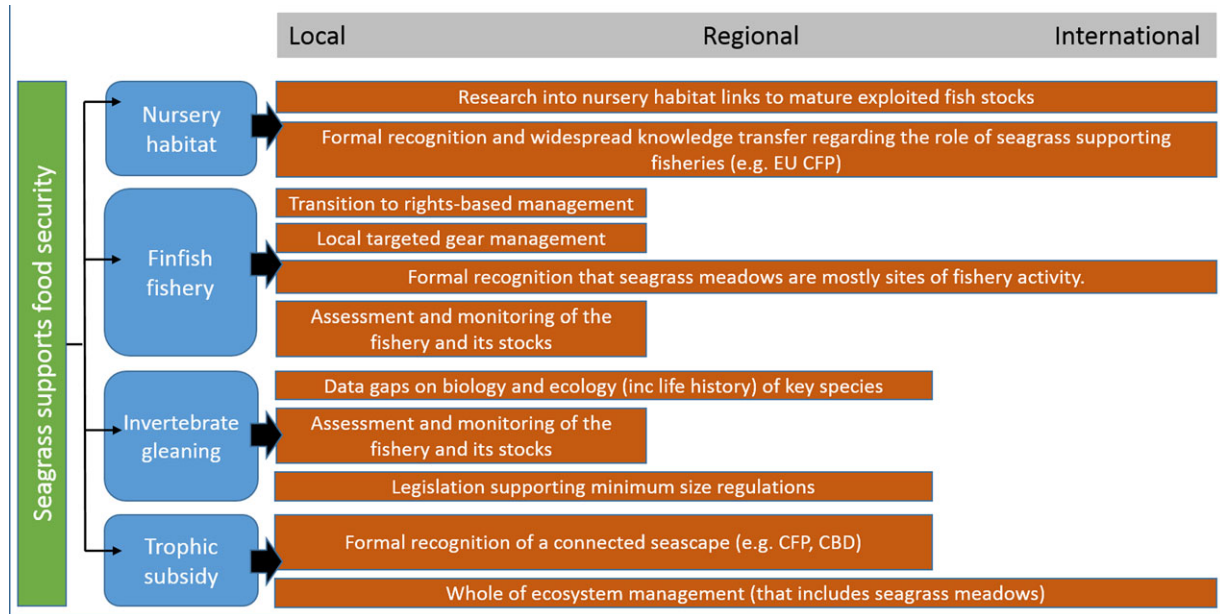 Local Regional International
Seagrass supports food security
Nursery
habitat
Research into nursery habitat links to mature exploited fish stocks
Formal recognition and widespread knowledge transfer regarding the role of seagrass supporting
fisheries (e.g. EU CFP)
Finfish
fishery
Transition to rights-based management
Local targeted gear management
Formal recognition that seagrass meadows are mostly sites of fishery activity.
Assessment and monitoring of the
fishery and its stocks
Invertebrate
gleaning
Data gaps on biology and ecology (inc life history) of key species
Assessment and monitoring of the
fishery and its stocks
Legislation supporting minimum size regulations
Trophic
subsidy
Formal recognition of a connected seascape (e.g. CFP, CBD)
Whole of ecosystem management (that includes seagrass meadows)